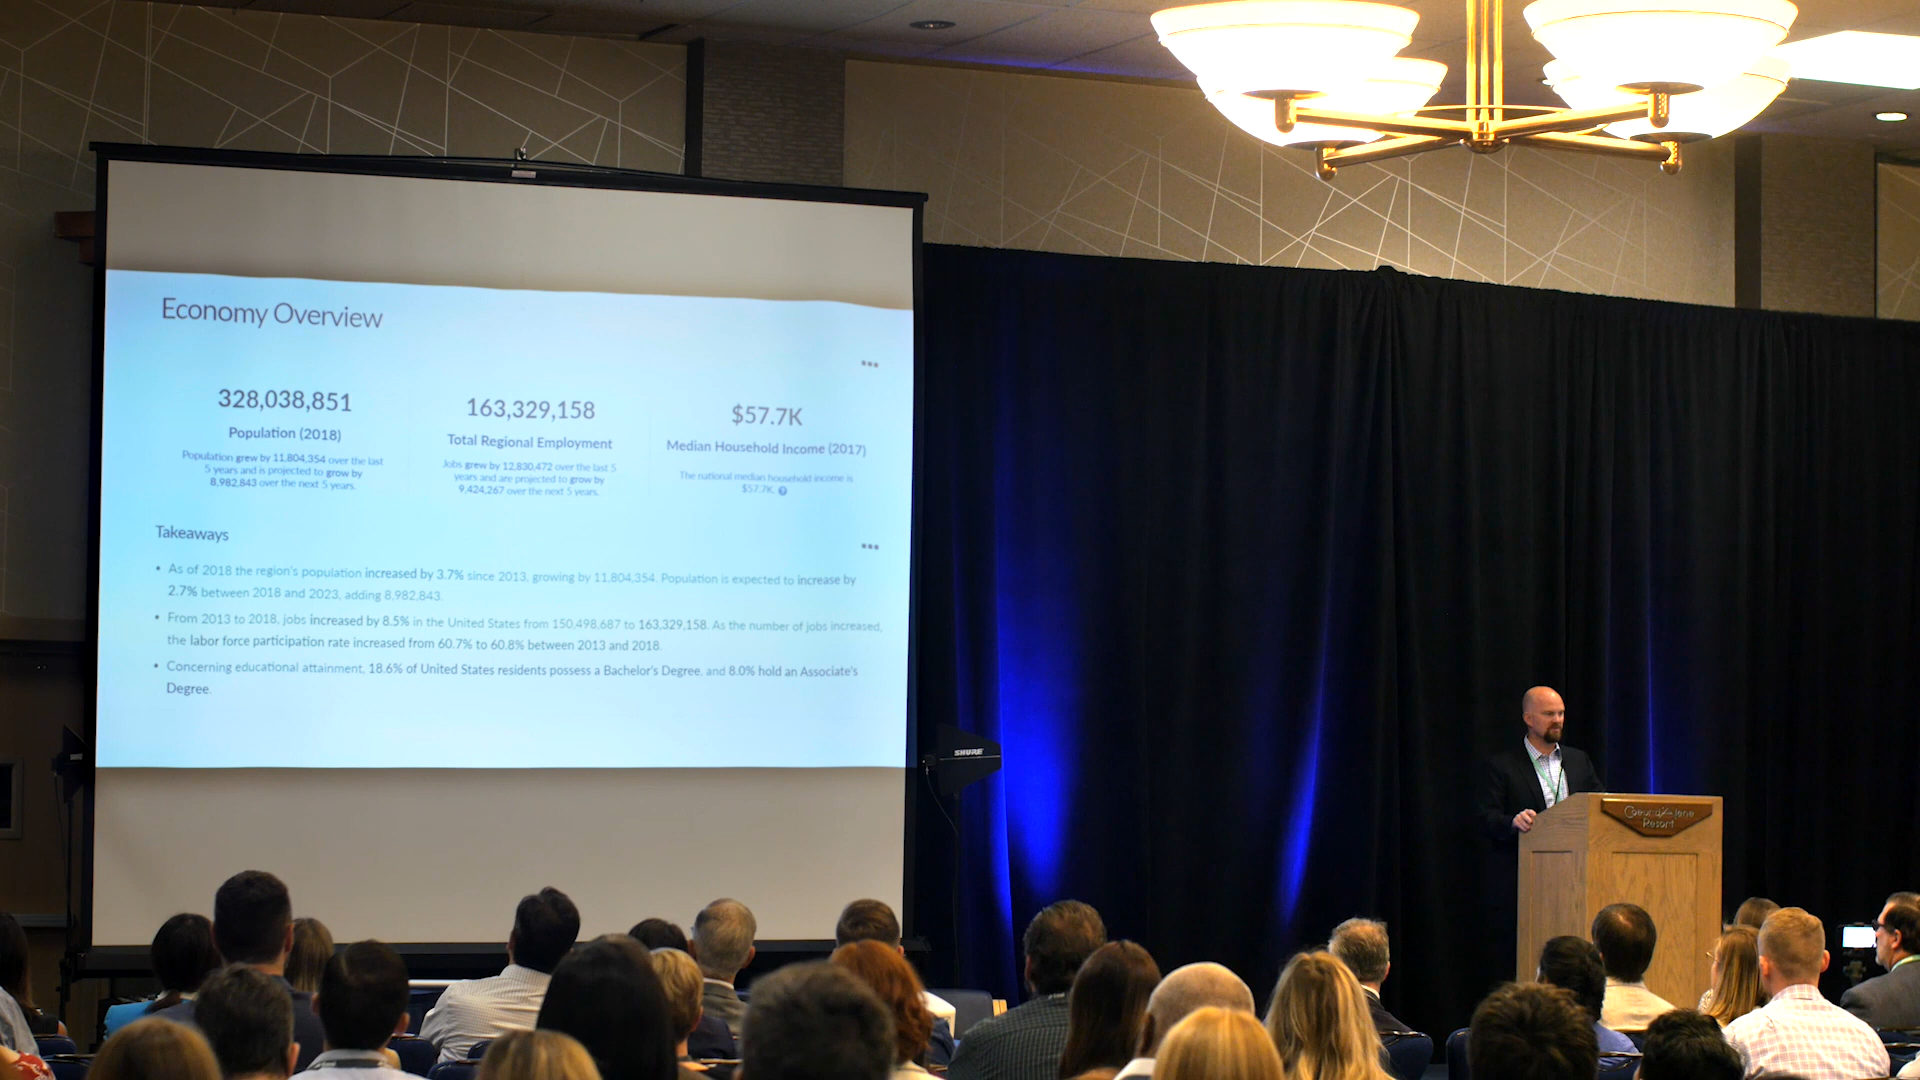 Economy Overview
328,038,851
Population (2018)
Population grew by 11,804,354 over the last
5 years and is projected to grow by
8,982,843 over the next 5 years.
163,329,158
Total Regional Employment
Jobs grew by 12,830,472 over the last 5
years and are projected to grow by
9,424,267 over the next 5 years.
$57.7K
Median Household Income (2017)
The national median household income is
$57.7K.
Takeaways
• As of 2018 the region's population increased by 3.7% since 2013, growing by 11,804,354. Population is expected to increase by
2.7% between 2018 and 2023, adding 8,982,843.
• From 2013 to 2018, jobs increased by 8.5% in the United States from 150,498,687 to 163,329,158. As the number of jobs increased,
the labor force participation rate increased from 60.7% to 60.8% between 2013 and 2018.
• Concerning educational attainment, 18.6% of United States residents possess a Bachelor's Degree, and 8.0% hold an Associate's
Degree.
SHURE
Coeur d'Alene
Resort